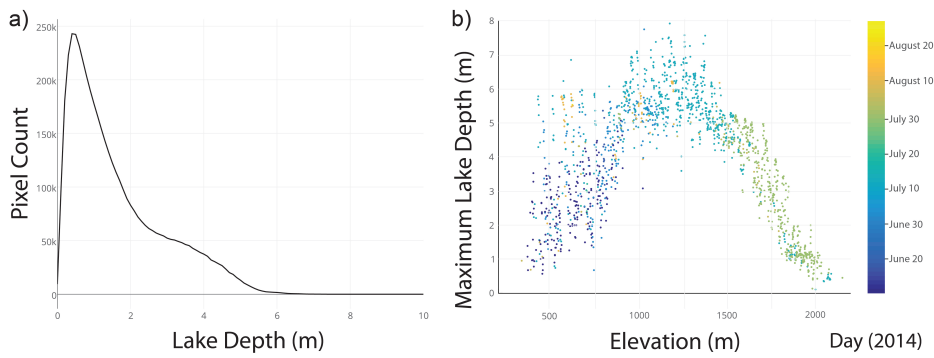 a)
250k
200k
150k
100k
50k
0
Pixel Count
0 2 4 6 8 10
Lake Depth (m)
b)
8
7
6
5
4
3
2
1
0
Maximum Lake Depth (m)
500 1000 1500 2000
Elevation (m)
August 20
August 10
July 30
July 20
July 10
June 30
June 20
Day (2014)